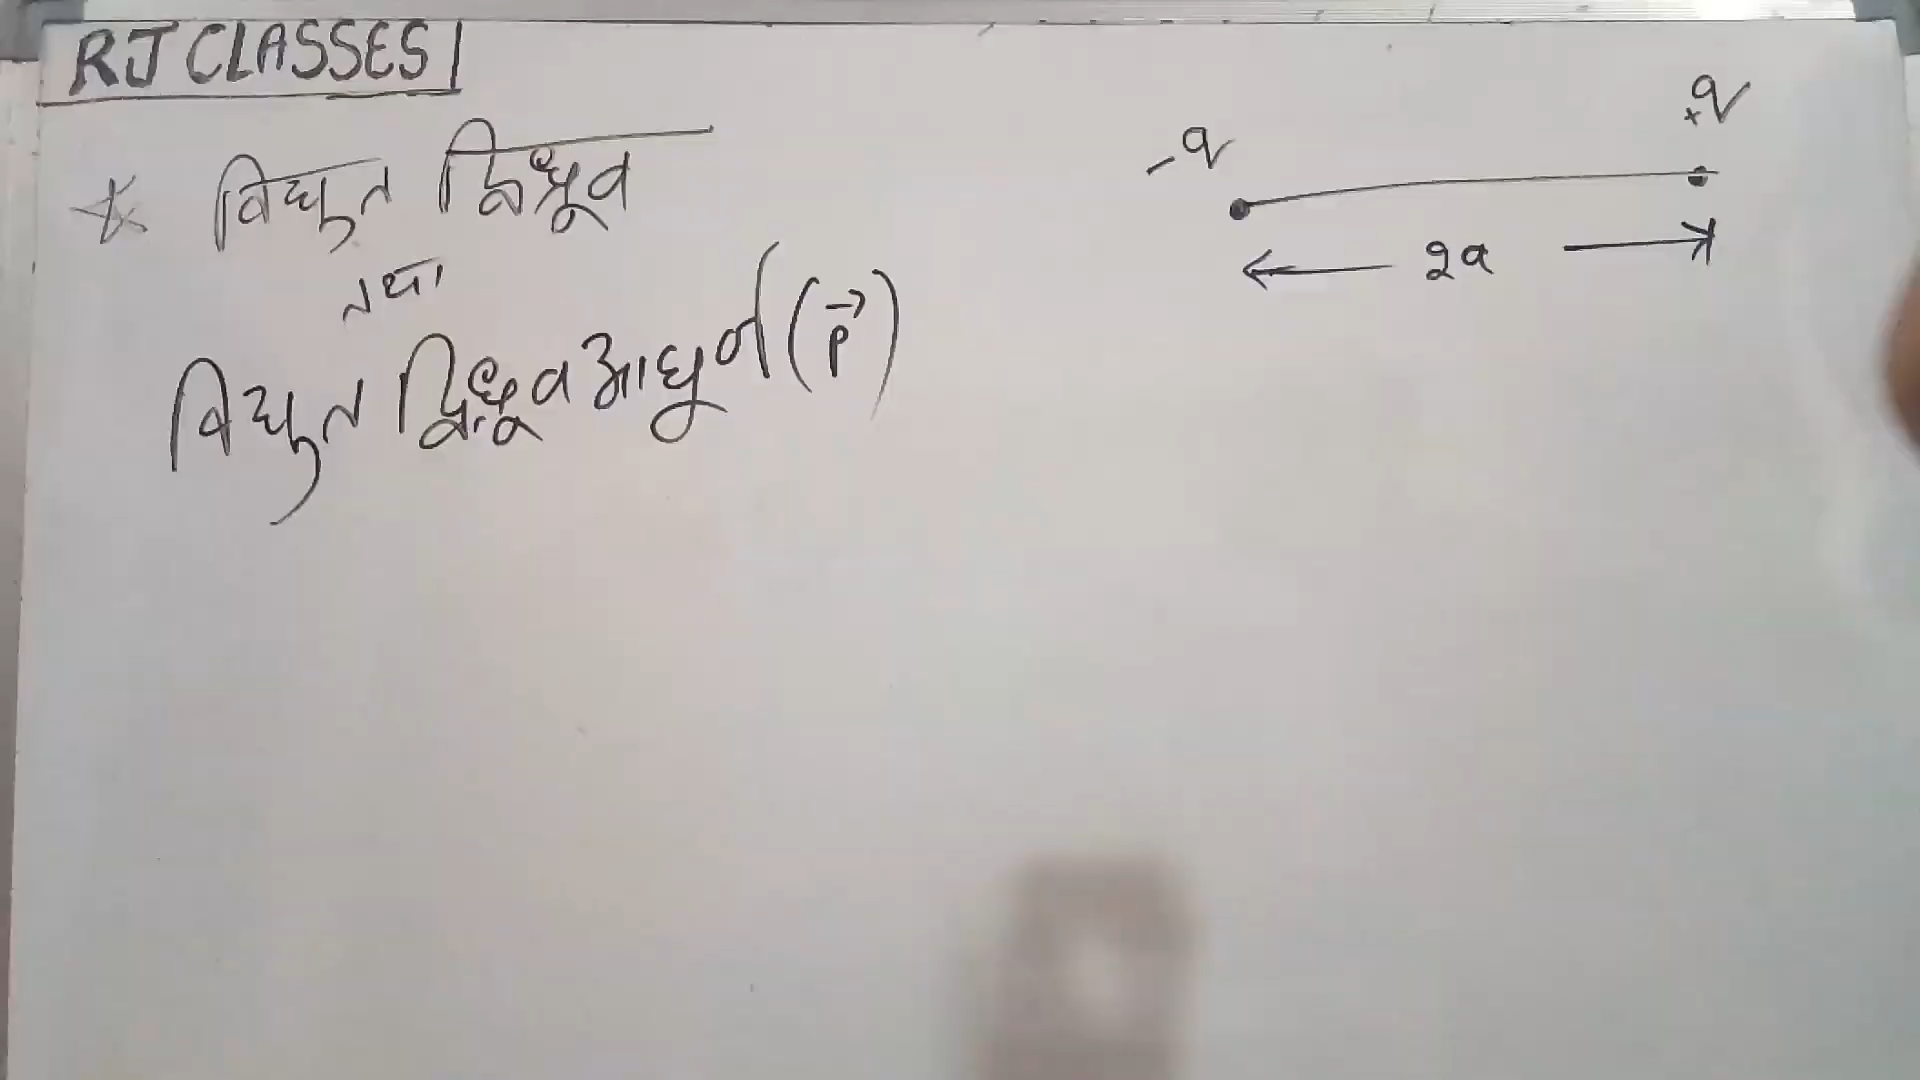 RJ CLASSES
* विद्युत द्विध्रुव
तथा
विद्युत द्विध्रुव आघुर्ण (p⃗)
-q
+q
2a